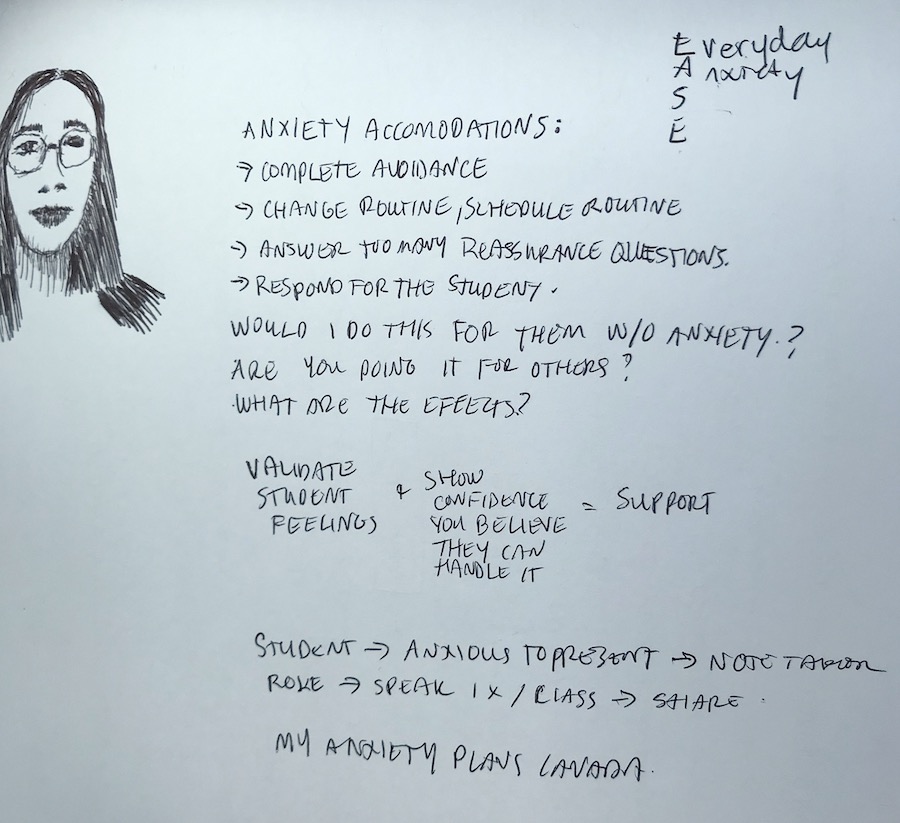 Everyday
Anxiety
S
E
ANXIETY ACCOMODATIONS:
→ COMPLETE AVOIDANCE
→ CHANGE ROUTINE, SCHEDULE ROUTINE
→ ANSWER TOO MANY REASSURANCE QUESTIONS.
→ RESPOND FOR THE STUDENT.
WOULD I DO THIS FOR THEM W/O ANXIETY.?
ARE YOU DOING IT FOR OTHERS?
WHAT ARE THE EFFECTS?
VALIDATE
STUDENT
FEELINGS
+ SHOW
CONFIDENCE
YOU BELIEVE
THEY CAN
HANDLE IT
= SUPPORT
STUDENT → ANXIOUS TO PRESENT → NOTE TAKER
ROLE → SPEAK 1X / CLASS → SHARE.
MY ANXIETY PLANS CANADA.